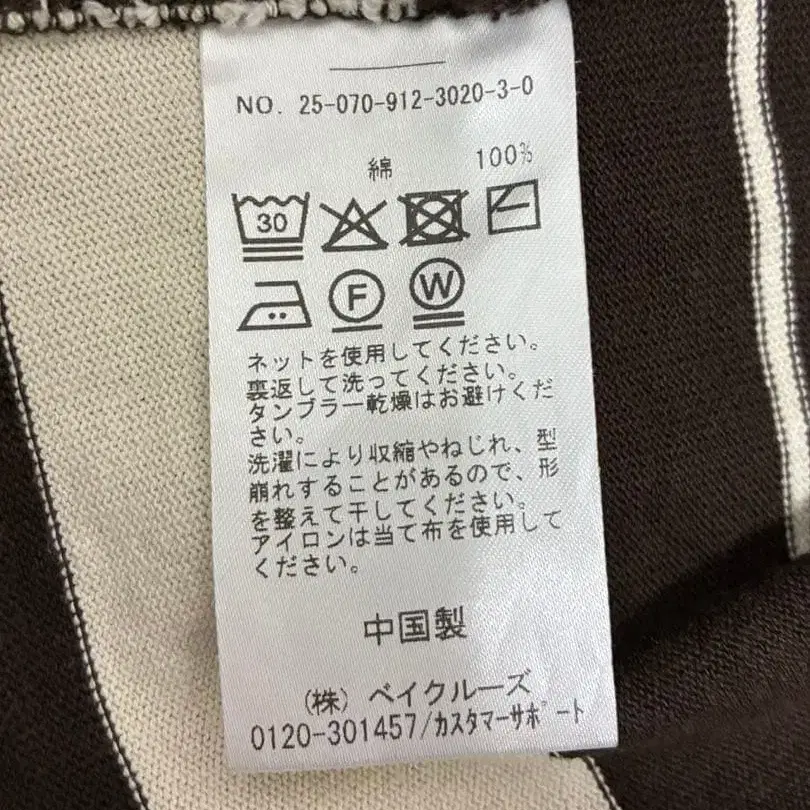 NO. 25-070-912-3020-3-0
綿 100%
30
F W
ネットを使用してください。
裏返して洗ってください。
タンブラー乾燥はお避けくだ
さい。
洗濯により収縮やねじれ、型
崩れすることがあるので、形
を整えて干してください。
アイロンは当て布を使用して
ください。
中国製
(株) ベイクルーズ
0120-301457/カスタマーサポート